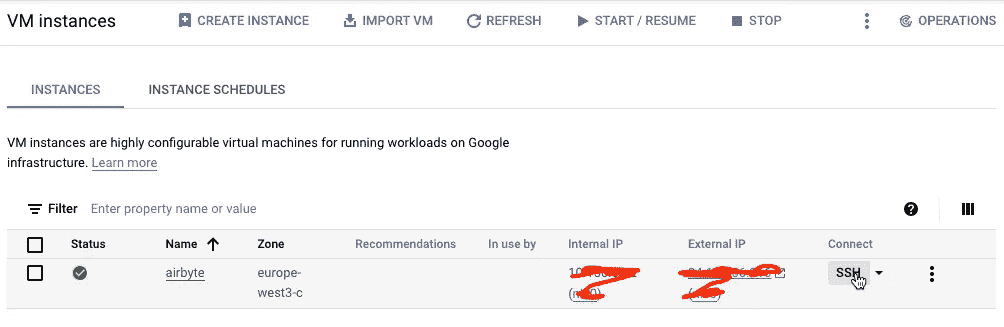 VM instances CREATE INSTANCE IMPORT VM REFRESH START / RESUME STOP OPERATIONS
INSTANCES INSTANCE SCHEDULES
VM instances are highly configurable virtual machines for running workloads on Google
infrastructure. Learn more
Filter Enter property name or value
Status Name Zone Recommendations In use by Internal IP External IP Connect
airbyte europe- SSH
west3-c